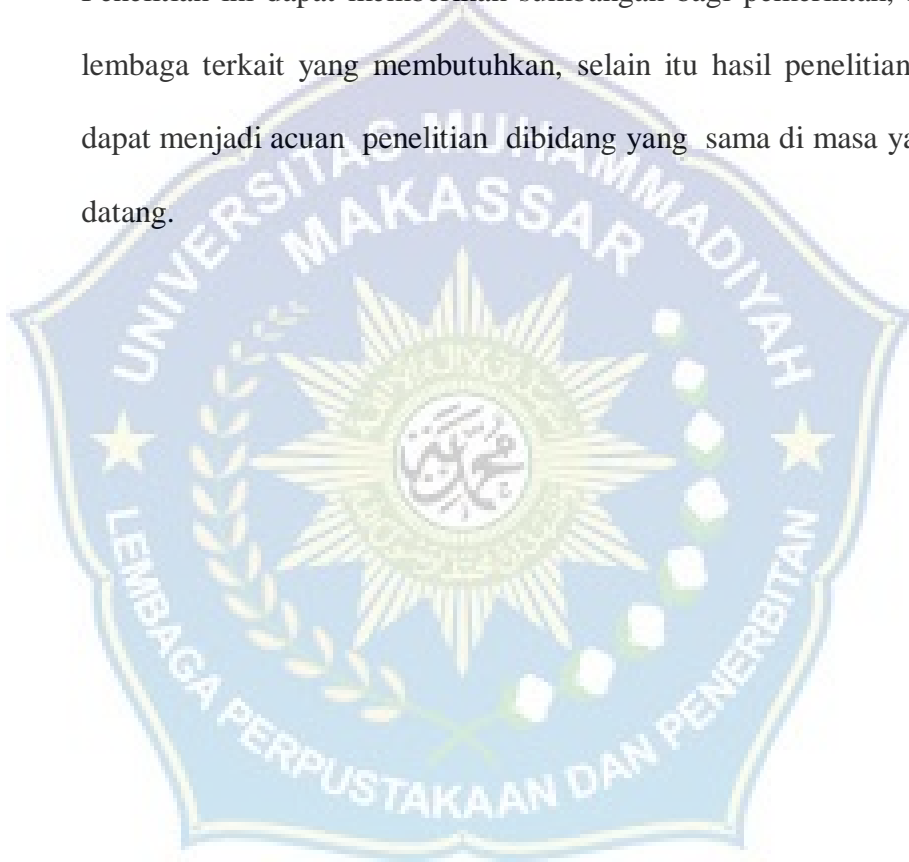 lembaga terkait yang membutuhkan, selain itu hasil penelitian
dapat menjadi acuan penelitian dibidang yang sama di masa ya
datang.
UNIVERSITAS MUHAMMADIYAH
MAKASSAR
LEMBAGA PERPUSTAKAAN DAN PENERBITAN